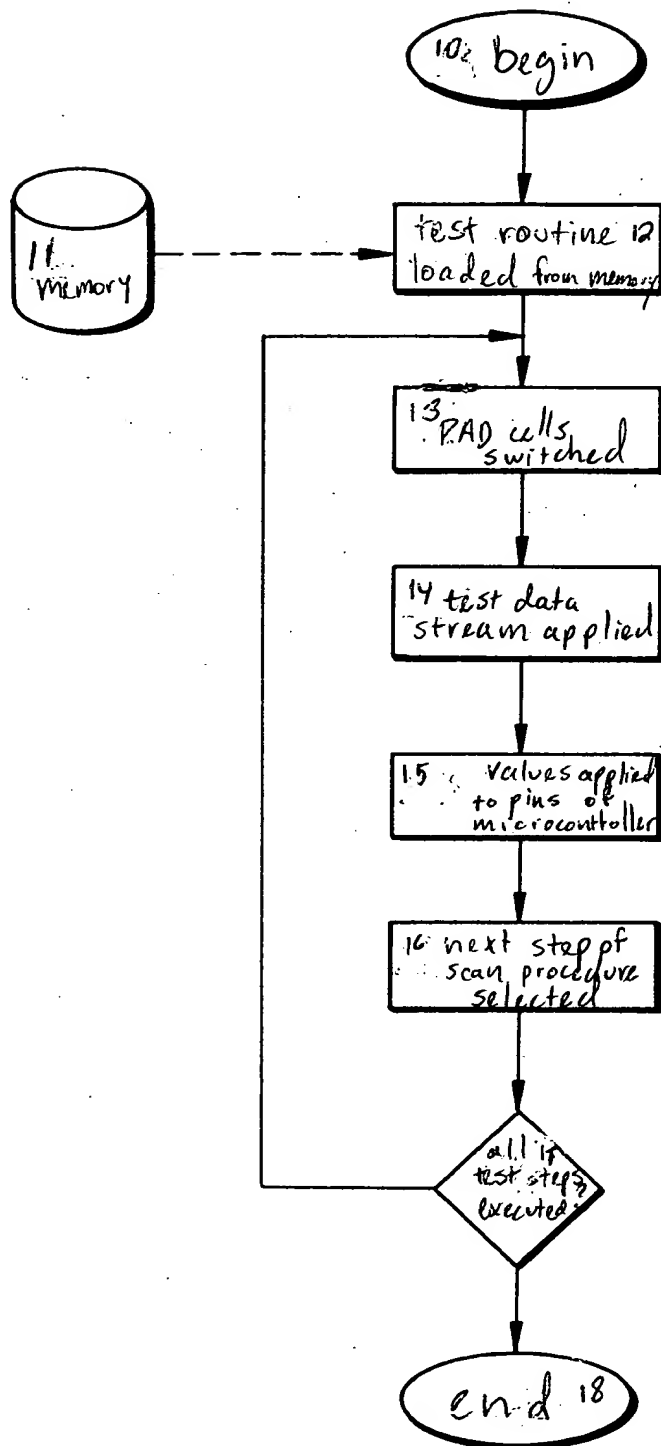 10 begin
test routine 12
loaded from memory
11
memory
13
PAD cells
switched
14 test data
stream applied
15 values applied
to pins of
microcontroller
16 next step of
scan procedure
selected
all 17
test steps
executed?
end 18